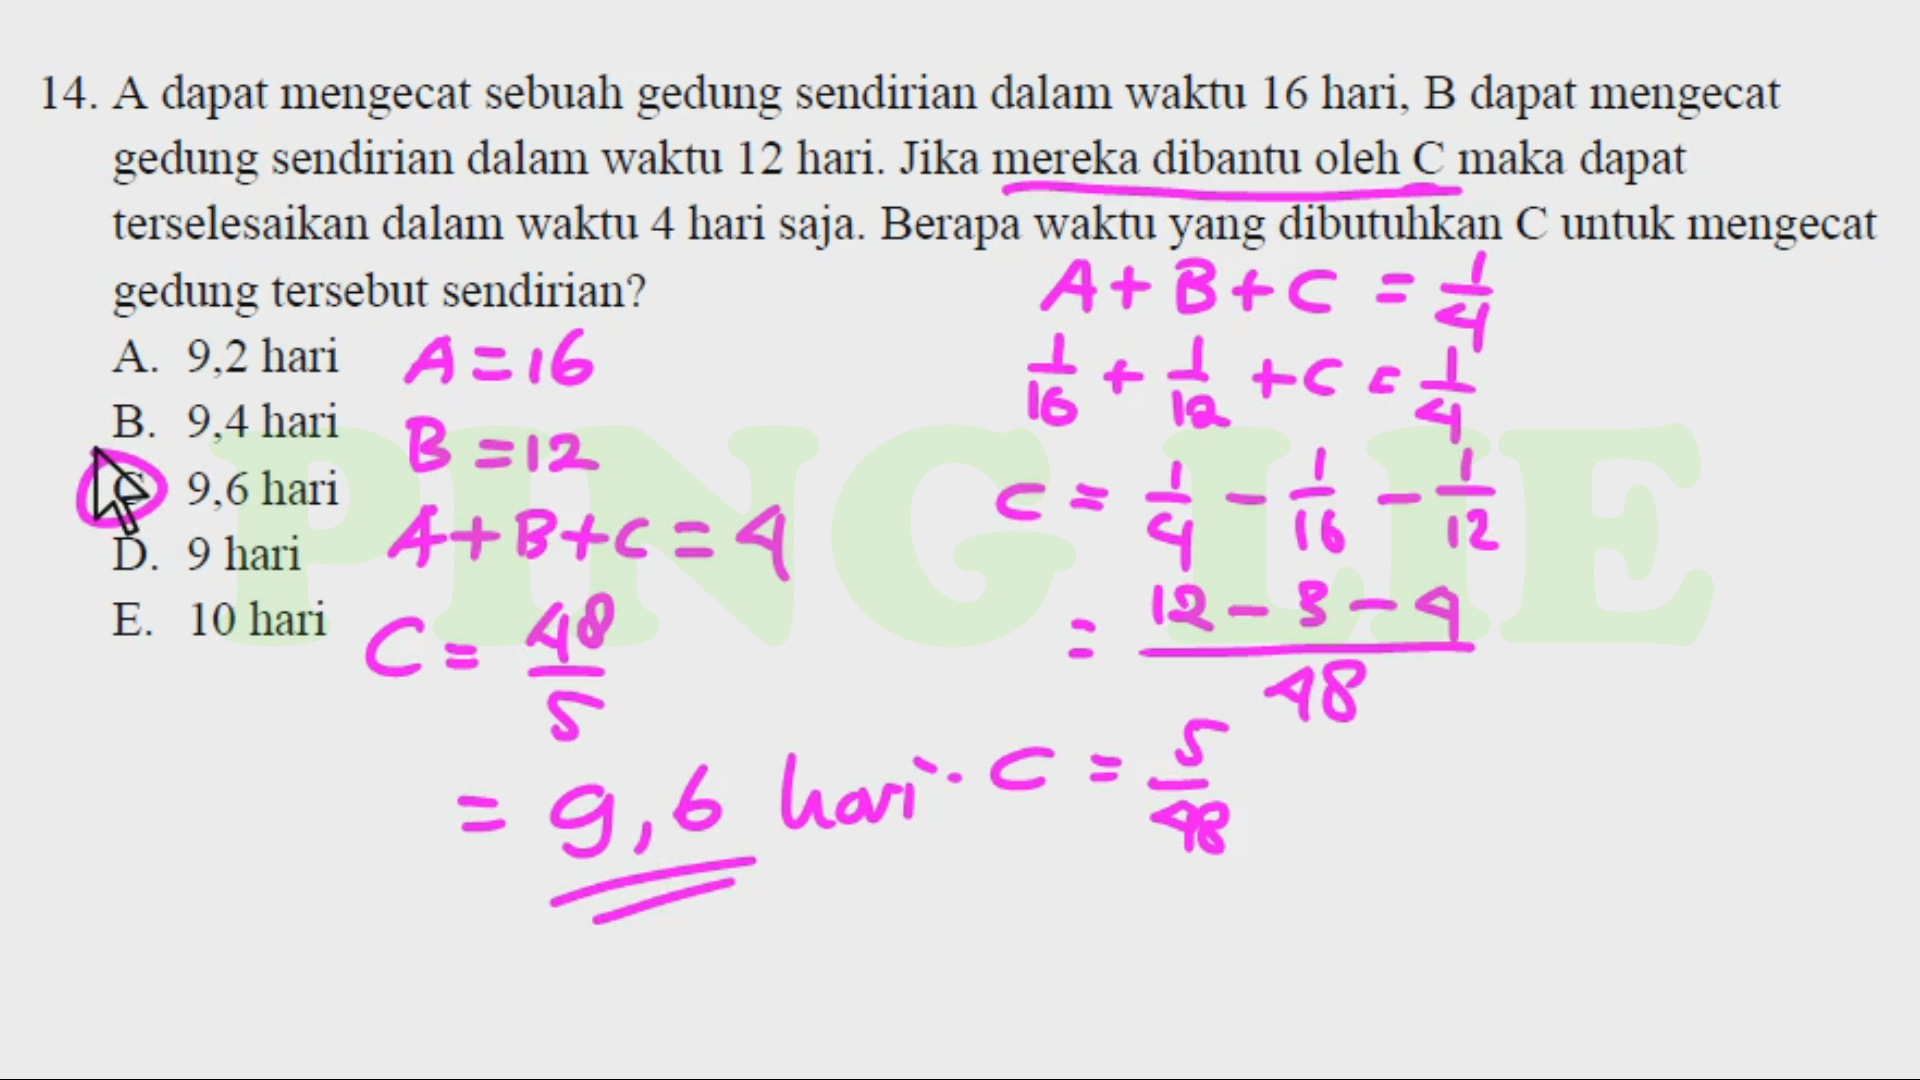 14. A dapat mengecat sebuah gedung sendirian dalam waktu 16 hari, B dapat mengecat
gedung sendirian dalam waktu 12 hari. Jika mereka dibantu oleh C maka dapat
terselesaikan dalam waktu 4 hari saja. Berapa waktu yang dibutuhkan C untuk mengecat
gedung tersebut sendirian?
A. 9,2 hari
B. 9,4 hari
C 9,6 hari
D. 9 hari
E. 10 hari
A = 16
B = 12
A + B + C = 4
C = 48/5
= 9,6 hari.
A + B + C = 1/4
1/16 + 1/12 + C = 1/4
C = 1/4 - 1/16 - 1/12
= 12 - 3 - 4
48
C = 5/48
PING LIE